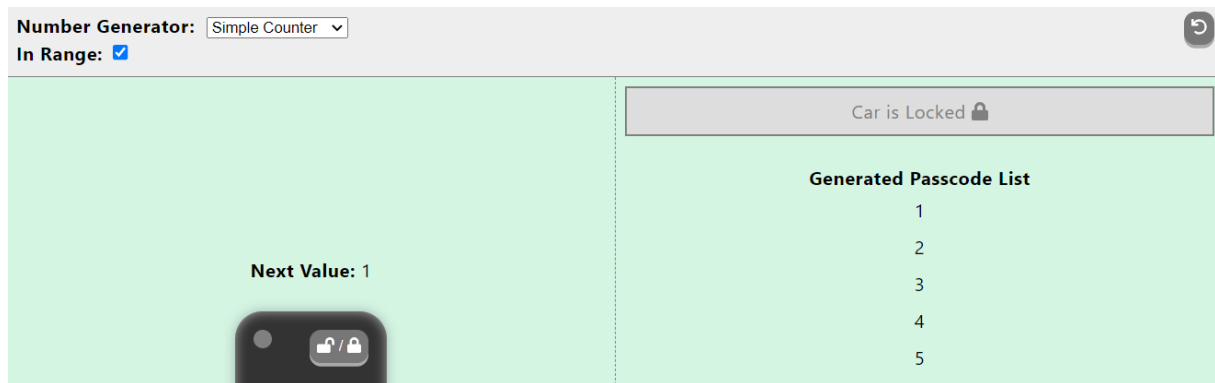 Number Generator: Simple Counter
In Range:
Car is Locked
Generated Passcode List
1
2
Next Value: 1
3
4
/
5